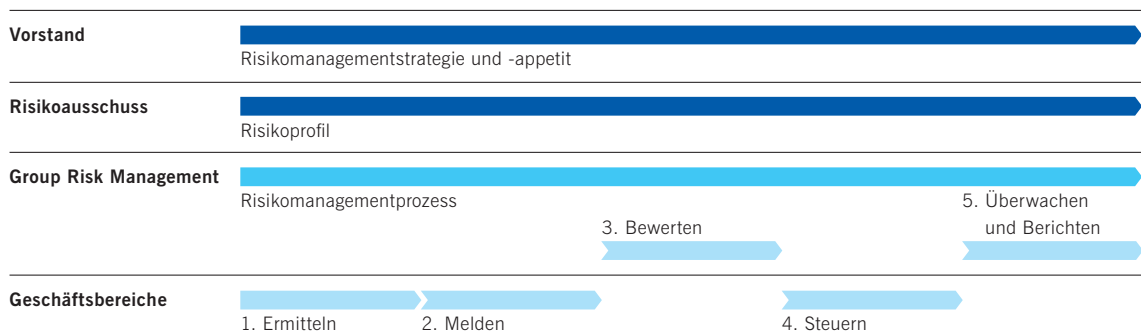 Vorstand
Risikomanagementstrategie und -appetit
Risikoausschuss
Risikoprofil
Group Risk Management
Risikomanagementprozess
3. Bewerten
5. Überwachen
und Berichten
Geschäftsbereiche
1. Ermitteln
2. Melden
4. Steuern